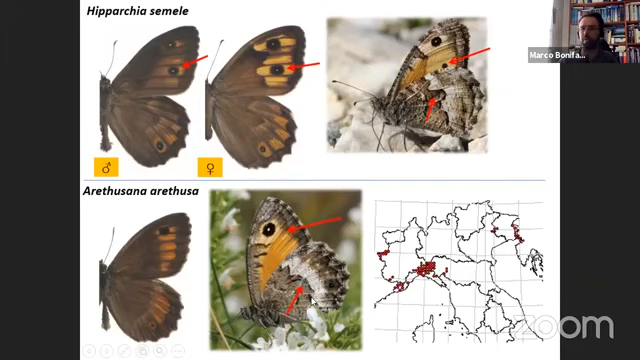 Hipparchia semele
Marco Bonifa...
♂
♀
Arethusana arethusa
zoom